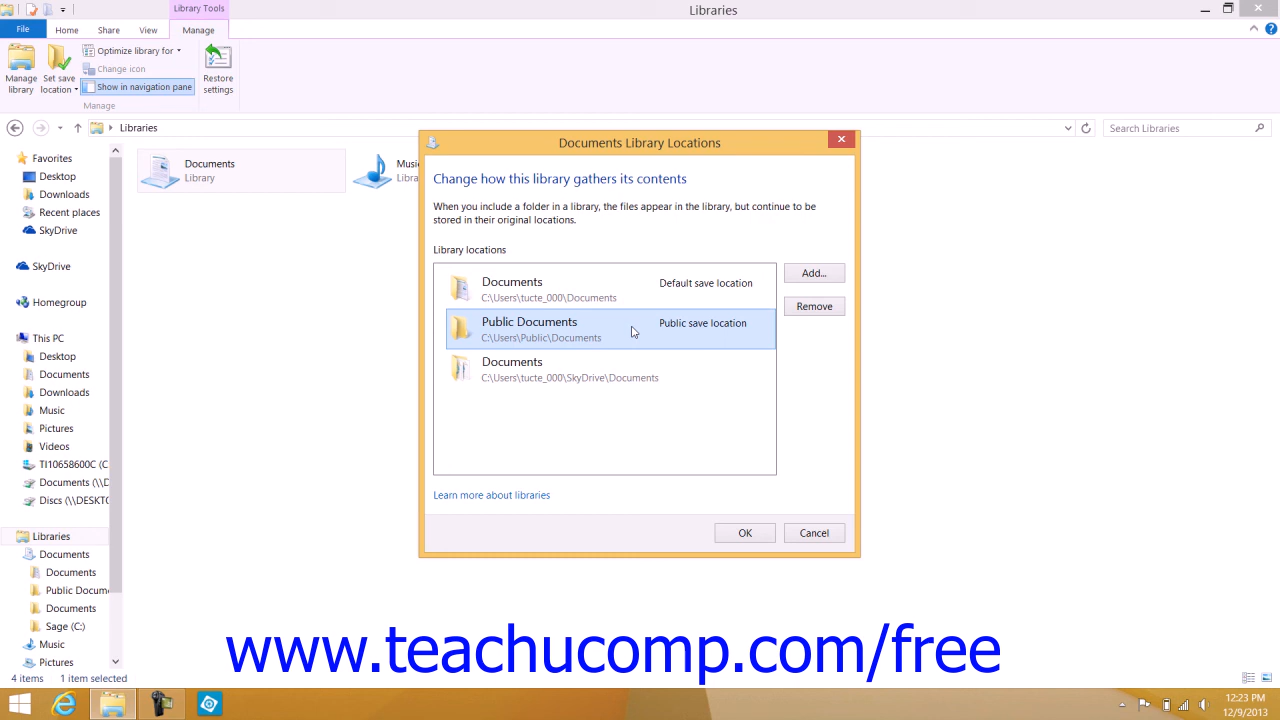 Library Tools
Libraries
File
Home
Share
View
Manage
Manage library
Set save location
Optimize library for
Change icon
Show in navigation pane
Restore settings
Manage
Libraries
Search Libraries
Favorites
Desktop
Downloads
Recent places
SkyDrive
SkyDrive
Homegroup
This PC
Desktop
Documents
Downloads
Music
Pictures
Videos
TI10658600C (C
Documents (\\D
Discs (\\DESKTO
Libraries
Documents
Documents
Public Docum
Documents
Sage (C:)
Music
Pictures
Documents
Library
Music
Libra
Documents Library Locations
Change how this library gathers its contents
When you include a folder in a library, the files appear in the library, but continue to be
stored in their original locations.
Library locations
Documents
Default save location
C:\Users\tucte_000\Documents
Public Documents
Public save location
C:\Users\Public\Documents
Documents
C:\Users\tucte_000\SkyDrive\Documents
Add...
Remove
Learn more about libraries
OK
Cancel
www.teachucomp.com/free
4 items
1 item selected
12:23 PM
12/9/2013